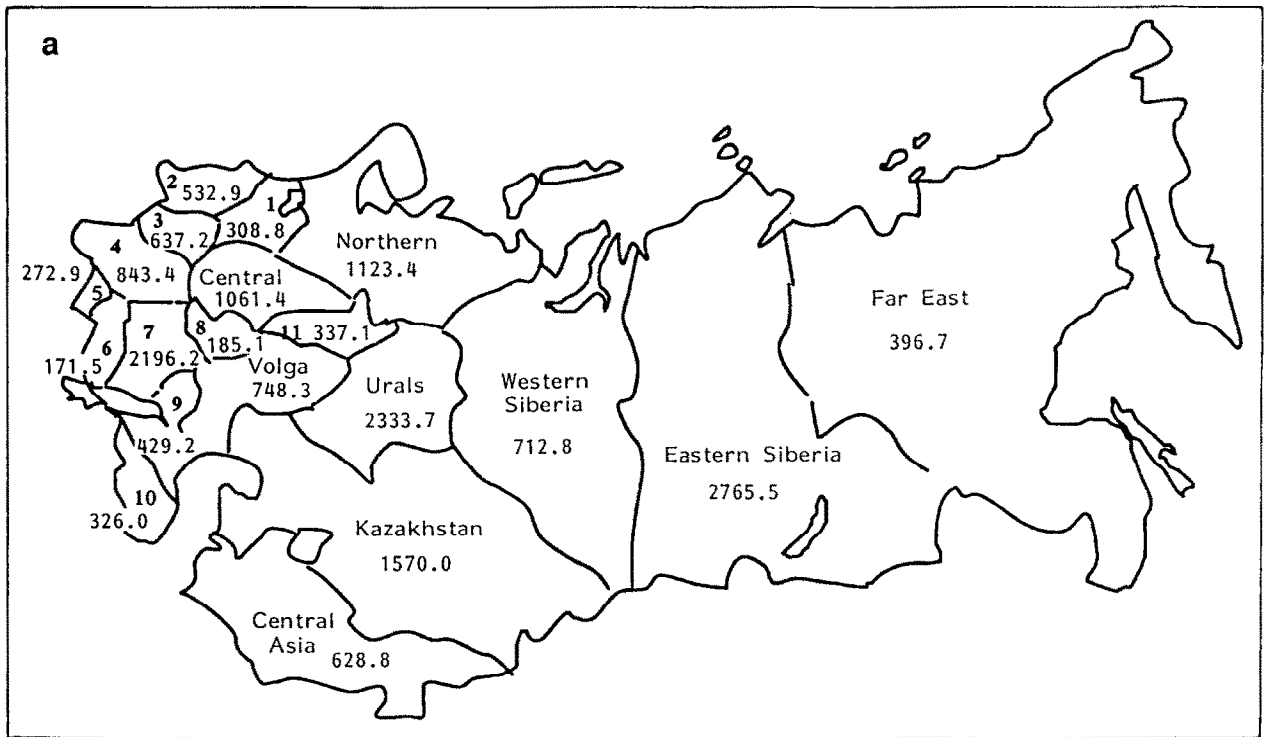 a
2
532.9
1
308.8
3
637.2
Northern
1123.4
4
843.4
272.9
5
Central
1061.4
Far East
396.7
7
2196.2
8
185.1
11 337.1
6
171.5
Volga
748.3
Urals
2333.7
Western
Siberia
712.8
9
429.2
Eastern Siberia
2765.5
10
326.0
Kazakhstan
1570.0
Central
Asia
628.8